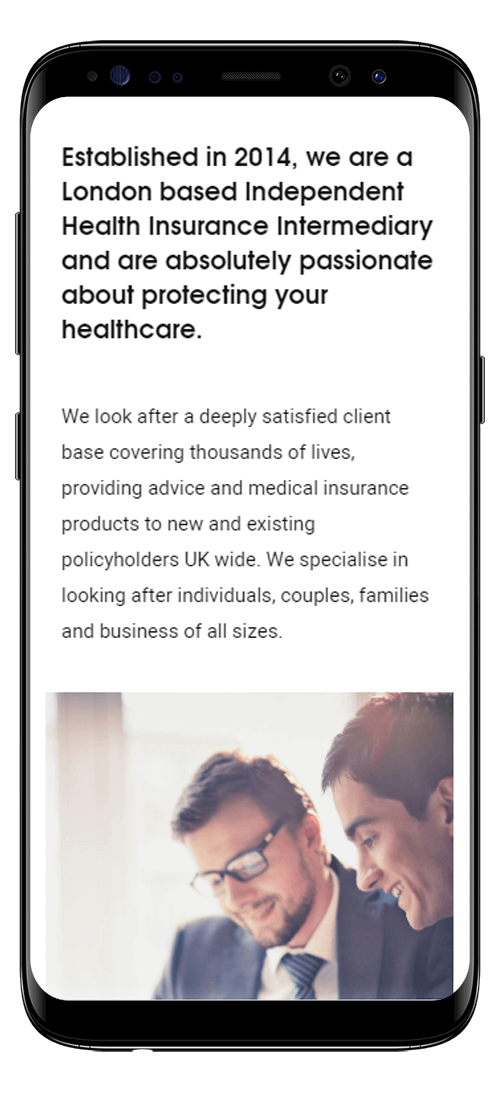 Established in 2014, we are a
London based Independent
Health Insurance Intermediary
and are absolutely passionate
about protecting your
healthcare.
We look after a deeply satisfied client
base covering thousands of lives,
providing advice and medical insurance
products to new and existing
policyholders UK wide. We specialise in
looking after individuals, couples, families
and business of all sizes.